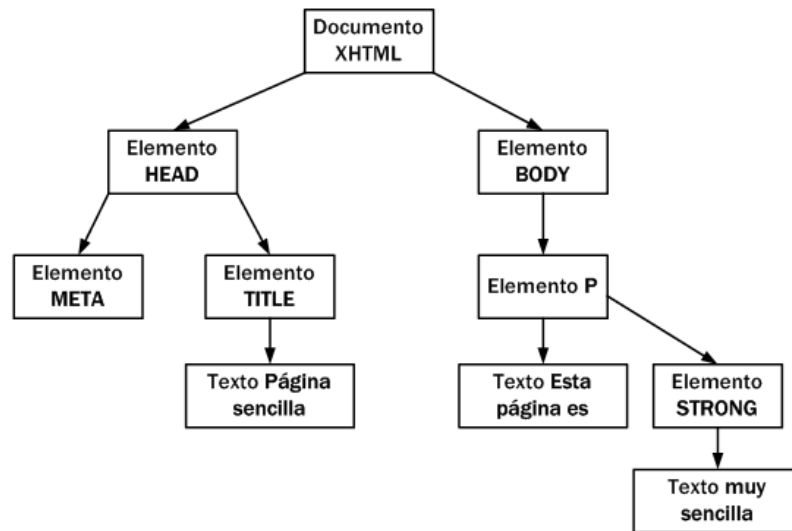 Documento
XHTML
Elemento
HEAD
Elemento
BODY
Elemento
META
Elemento
TITLE
Elemento P
Texto Página
sencilla
Texto Esta
página es
Elemento
STRONG
Texto muy
sencilla